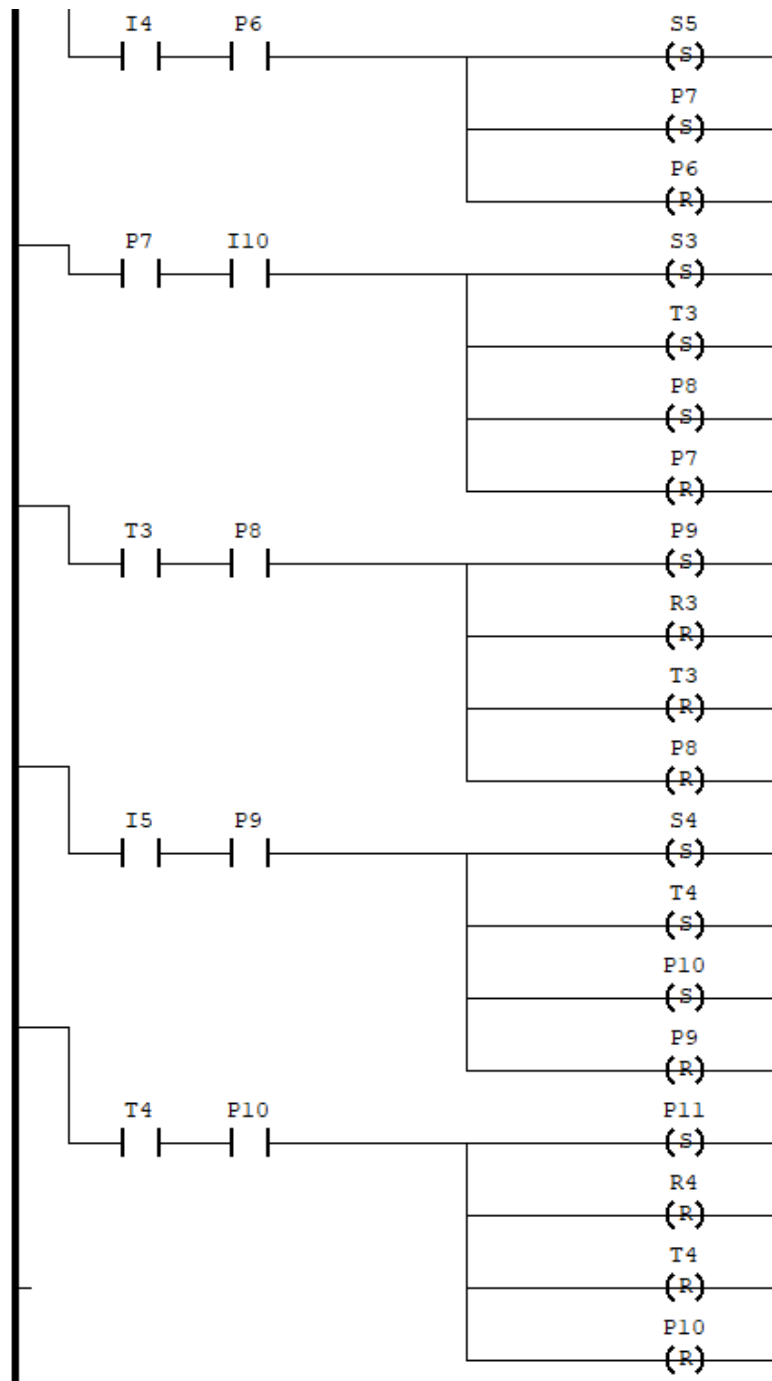 I4 P6 S5
(S)
P7
(S)
P6
(R)
P7 I10 S3
(S)
T3
(S)
P8
(S)
P7
(R)
T3 P8 P9
(S)
R3
(R)
T3
(R)
P8
(R)
I5 P9 S4
(S)
T4
(S)
P10
(S)
P9
(R)
T4 P10 P11
(S)
R4
(R)
T4
(R)
P10
(R)